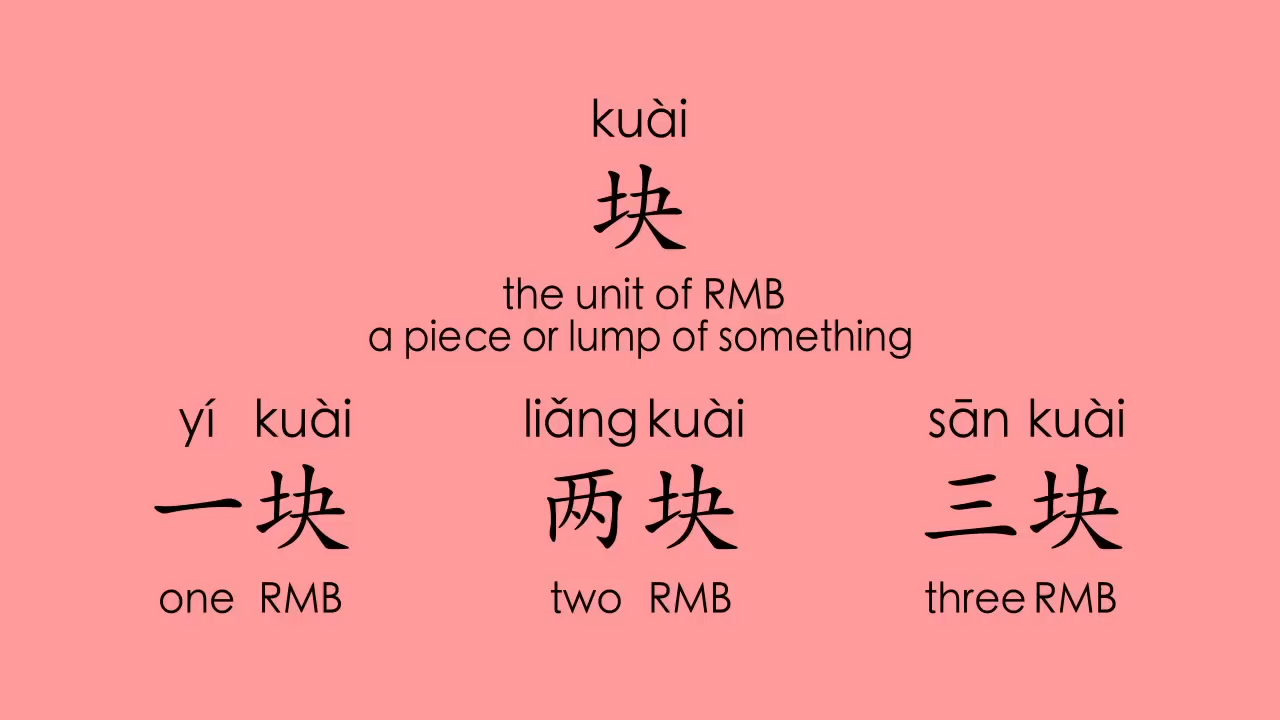 kuài
块
the unit of RMB
a piece or lump of something
yí kuài liǎng kuài sān kuài
一块 两块 三块
one RMB two RMB three RMB